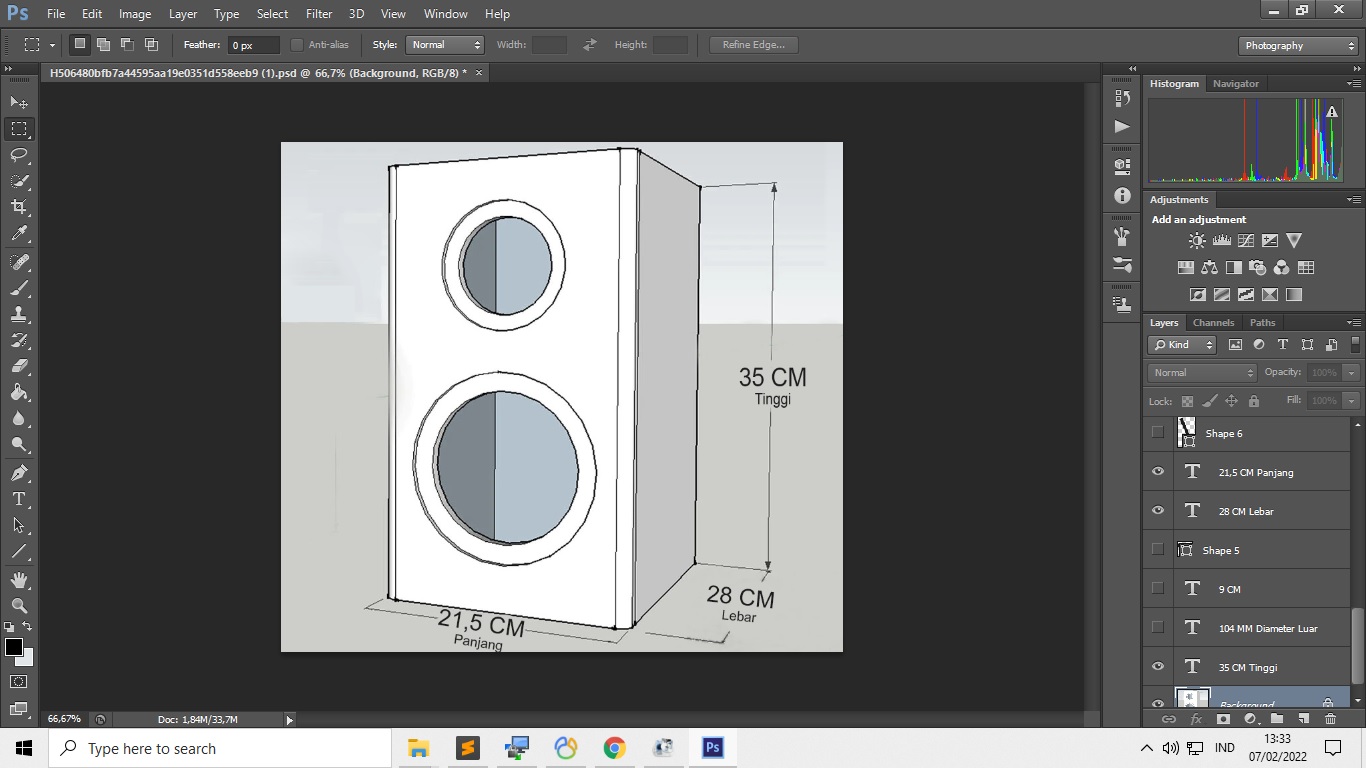 Ps File Edit Image Layer Type Select Filter 3D View Window Help
Feather: 0 px Anti-alias Style: Normal Width: Height: Refine Edge... Photography
H506480bfb7a44595aa19e0351d558eeb9 (1).psd @ 66,7% (Background, RGB/8) * ×
Histogram Navigator
Adjustments
Add an adjustment
Layers Channels Paths
Kind
Normal Opacity: 100%
Lock: Fill: 100%
Shape 6
21,5 CM Panjang
28 CM Lebar
Shape 5
9 CM
104 MM Diameter Luar
35 CM Tinggi
Background
fx
35 CM
Tinggi
28 CM
Lebar
21,5 CM
Panjang
66,67% Doc: 1,84M/33,7M
Type here to search
Ps
IND
13:33
07/02/2022